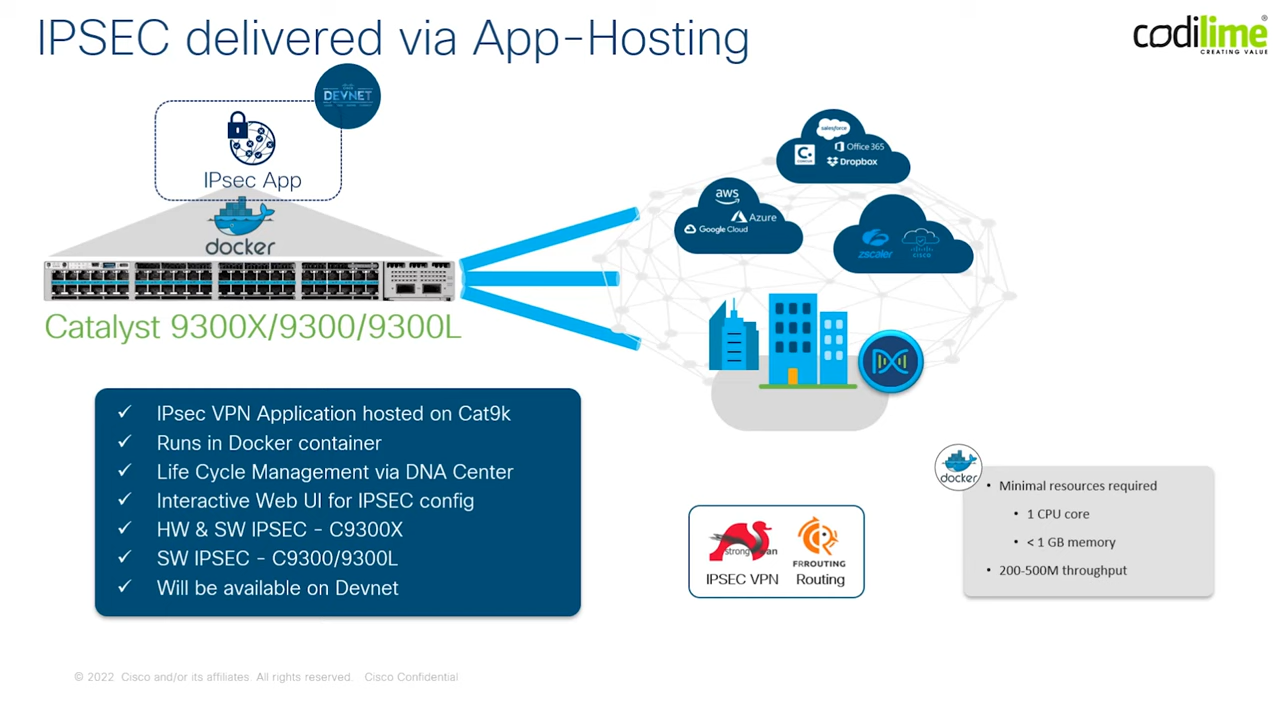 IPSEC delivered via App-Hosting
codilime
CREATING VALUE
DEVNET
IPsec App
docker
Catalyst 9300X/9300/9300L
salesforce
Office 365
Dropbox
aws
Azure
Google Cloud
zscaler
CISCO
✓ IPsec VPN Application hosted on Cat9k
✓ Runs in Docker container
✓ Life Cycle Management via DNA Center
✓ Interactive Web UI for IPSEC config
✓ HW & SW IPSEC - C9300X
✓ SW IPSEC - C9300/9300L
✓ Will be available on Devnet
strongSwan
IPSEC VPN
FRROUTING
Routing
docker
• Minimal resources required
• 1 CPU core
• < 1 GB memory
• 200-500M throughput
© 2022 Cisco and/or its affiliates. All rights reserved. Cisco Confidential